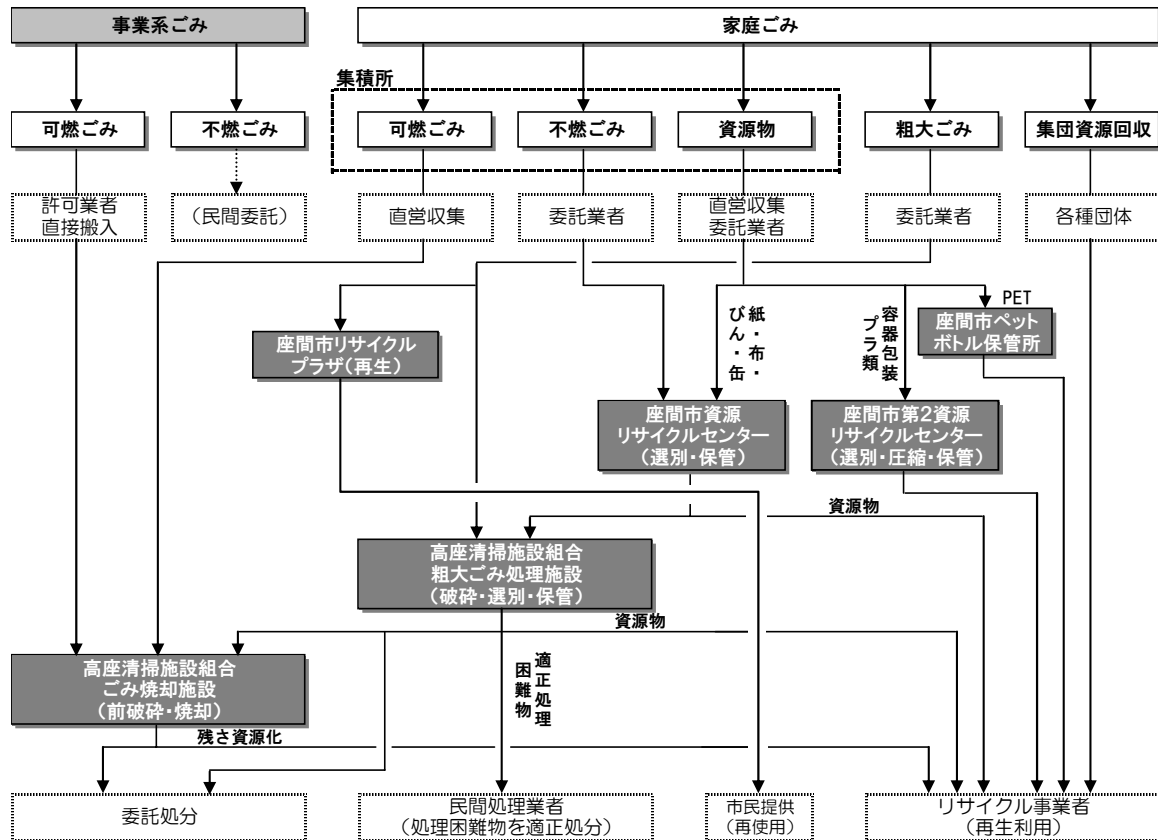 事業系ごみ
家庭ごみ
集積所
可燃ごみ
不燃ごみ
可燃ごみ
不燃ごみ
資源物
粗大ごみ
集団資源回収
許可業者
直接搬入
（民間委託）
直営収集
委託業者
直営収集
委託業者
委託業者
各種団体
紙・布・
びん・缶
容器包装
プラ類
PET
座間市リサイクル
プラザ（再生）
座間市ペット
ボトル保管所
座間市資源
リサイクルセンター
（選別・保管）
座間市第2資源
リサイクルセンター
（選別・圧縮・保管）
資源物
高座清掃施設組合
粗大ごみ処理施設
（破砕・選別・保管）
資源物
適正処理
困難物
高座清掃施設組合
ごみ焼却施設
（前破砕・焼却）
残さ資源化
委託処分
民間処理業者
（処理困難物を適正処分）
市民提供
（再使用）
リサイクル事業者
（再生利用）